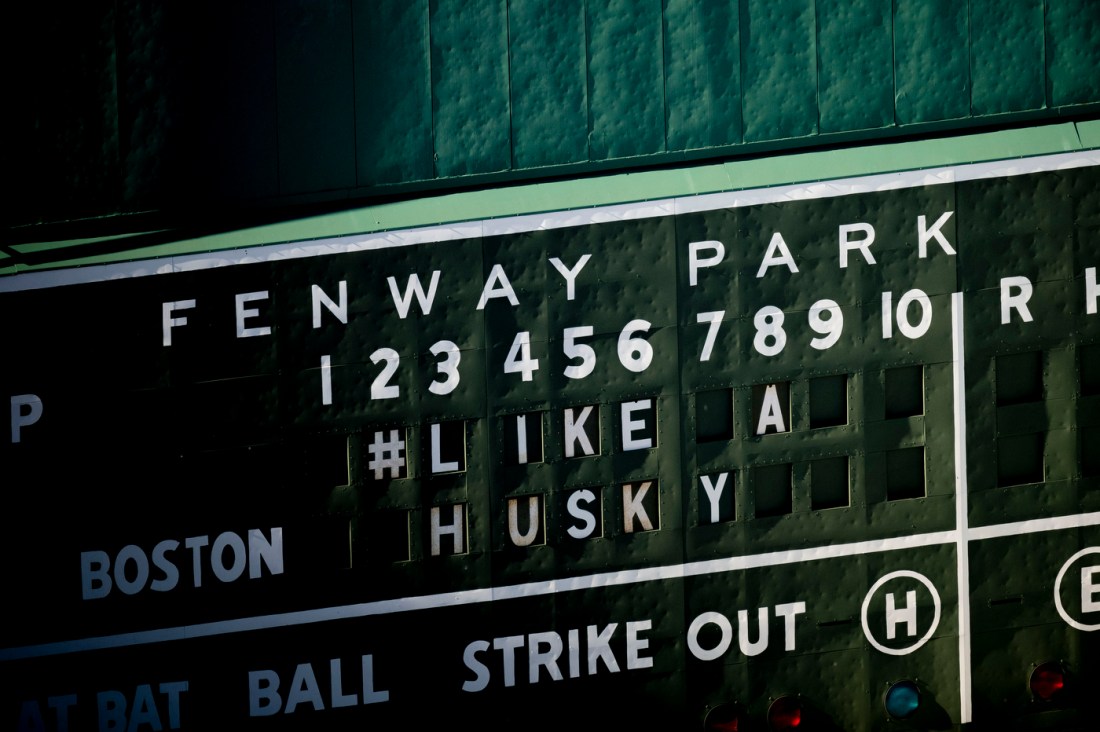 FENWAY PARK
1 2 3 4 5 6 7 8 9 10 R H
P #LIKE A
BOSTON HUSKY
AT BAT BALL STRIKE OUT H E